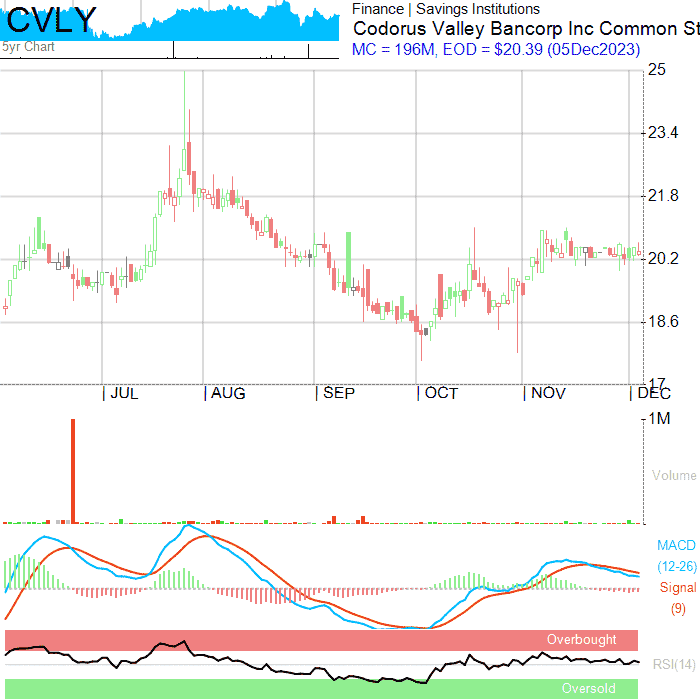 CVLY
5yr Chart
Finance | Savings Institutions
Codorus Valley Bancorp Inc Common St
MC = 196M, EOD = $20.39 (05Dec2023)
25
23.4
21.8
20.2
18.6
17
| JUL | AUG | SEP | OCT | NOV | DEC
1M
Volume
MACD
(12-26)
Signal
(9)
Overbought
RSI(14)
Oversold